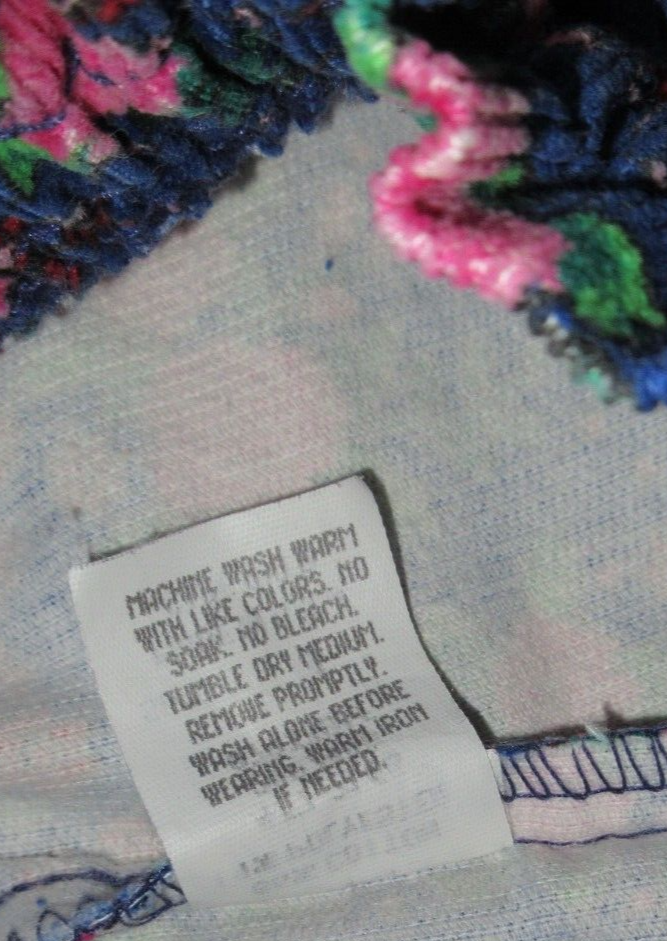 MACHINE WASH WARM
WITH LIKE COLORS. NO
SOAK. NO BLEACH.
TUMBLE DRY MEDIUM.
REMOVE PROMPTLY.
WASH ALONE BEFORE
WEARING. WARM IRON
IF NEEDED.